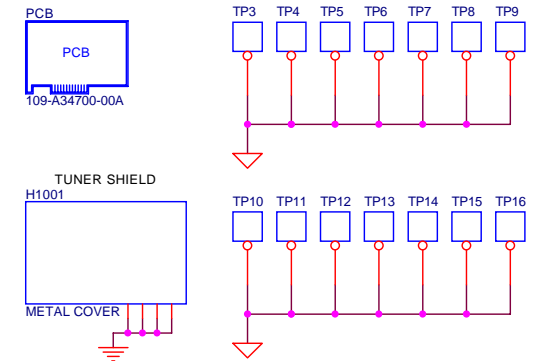 PCB
PCB
109-A34700-00A
TP3 TP4 TP5 TP6 TP7 TP8 TP9
TUNER SHIELD
H1001
METAL COVER
TP10 TP11 TP12 TP13 TP14 TP15 TP16